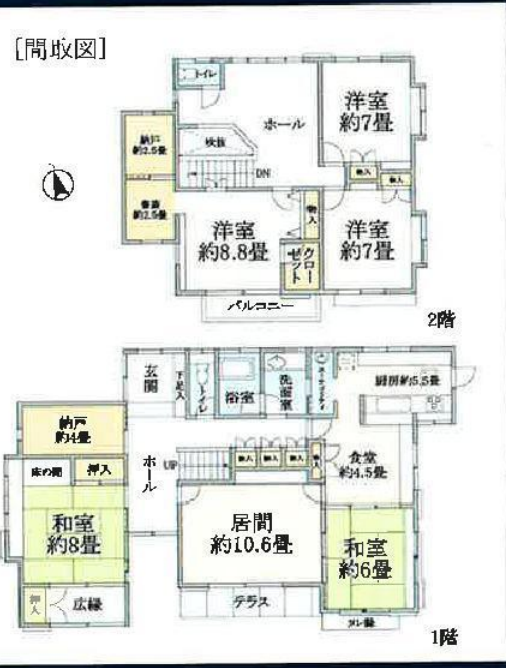 [間取図]
トイレ
洋室
約7畳
ホール
納戸
約2.5畳
吹抜
DN
物入
物入
書斎
約2.5畳
洋室
約8.8畳
物入
クローゼット
洋室
約7畳
バルコニー
2階
玄関
下足入
トイレ
浴室
洗面室
厨房約5.5畳
納戸
約4畳
ホール
UP
物入
物入
物入
物入
食堂
約4.5畳
床の間
押入
和室
約8畳
居間
約10.6畳
和室
約6畳
押入
広縁
テラス
ヌレ縁
1階